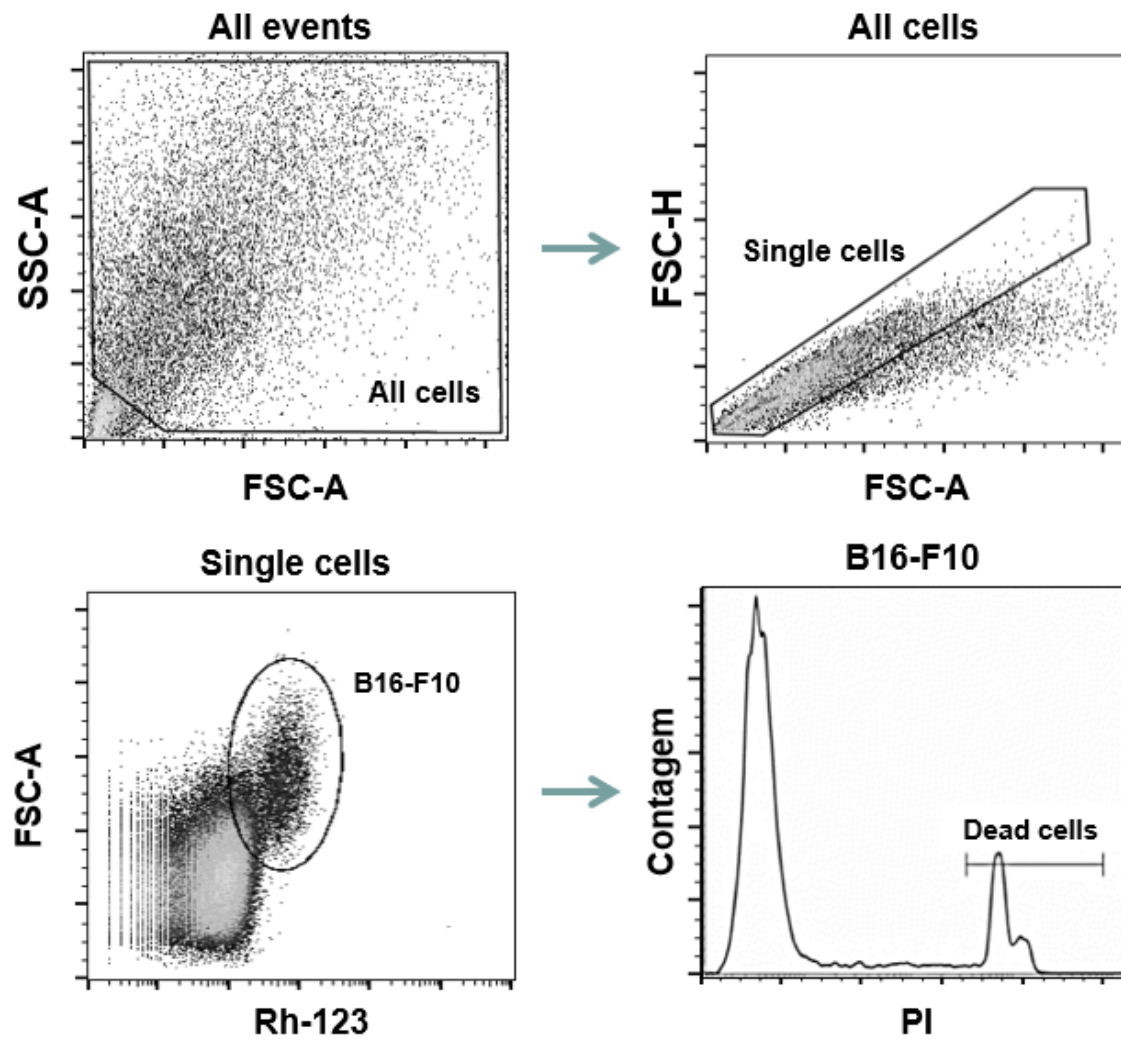 All events
SSC-A
All cells
FSC-A
All cells
FSC-H
Single cells
FSC-A
Single cells
FSC-A
B16-F10
Rh-123
B16-F10
Contagem
Dead cells
PI